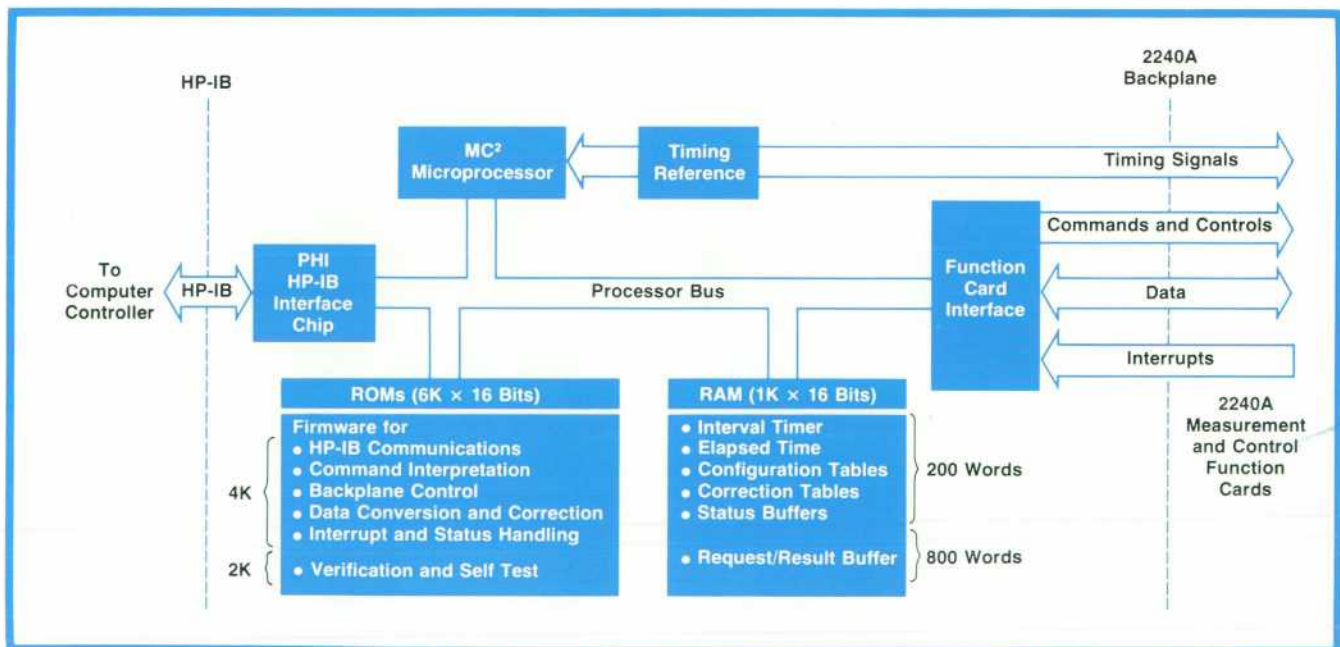 HP-IB
2240A
Backplane
MC²
Microprocessor
Timing
Reference
Timing Signals
Commands and Controls
To
Computer
Controller
HP-IB
PHI
HP-IB
Interface
Chip
Processor Bus
Function
Card
Interface
Data
Interrupts
ROMs (6K × 16 Bits)
Firmware for
• HP-IB Communications
• Command Interpretation
• Backplane Control
• Data Conversion and Correction
• Interrupt and Status Handling
4K
• Verification and Self Test
2K
RAM (1K × 16 Bits)
• Interval Timer
• Elapsed Time
• Configuration Tables
• Correction Tables
• Status Buffers
200 Words
• Request/Result Buffer
800 Words
2240A
Measurement
and Control
Function
Cards